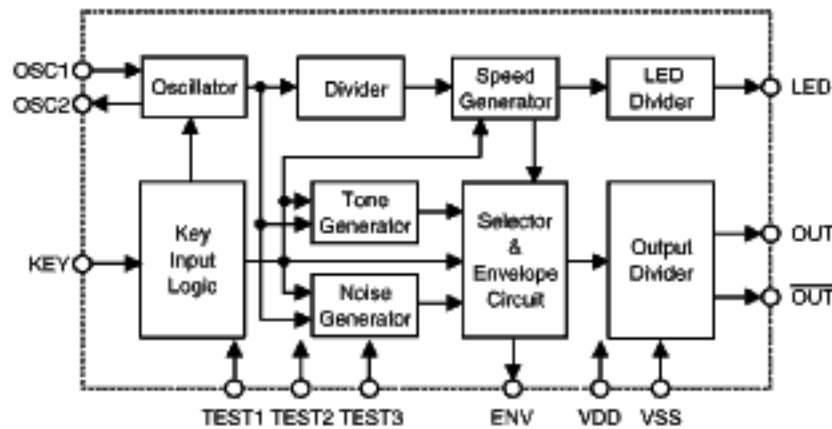 OSC1
OSC2
Oscillator
Divider
Speed
Generator
LED
Divider
LED
KEY
Key
Input
Logic
Tone
Generator
Noise
Generator
Selector
&
Envelope
Circuit
Output
Divider
OUT
OUT
TEST1 TEST2 TEST3 ENV VDD VSS